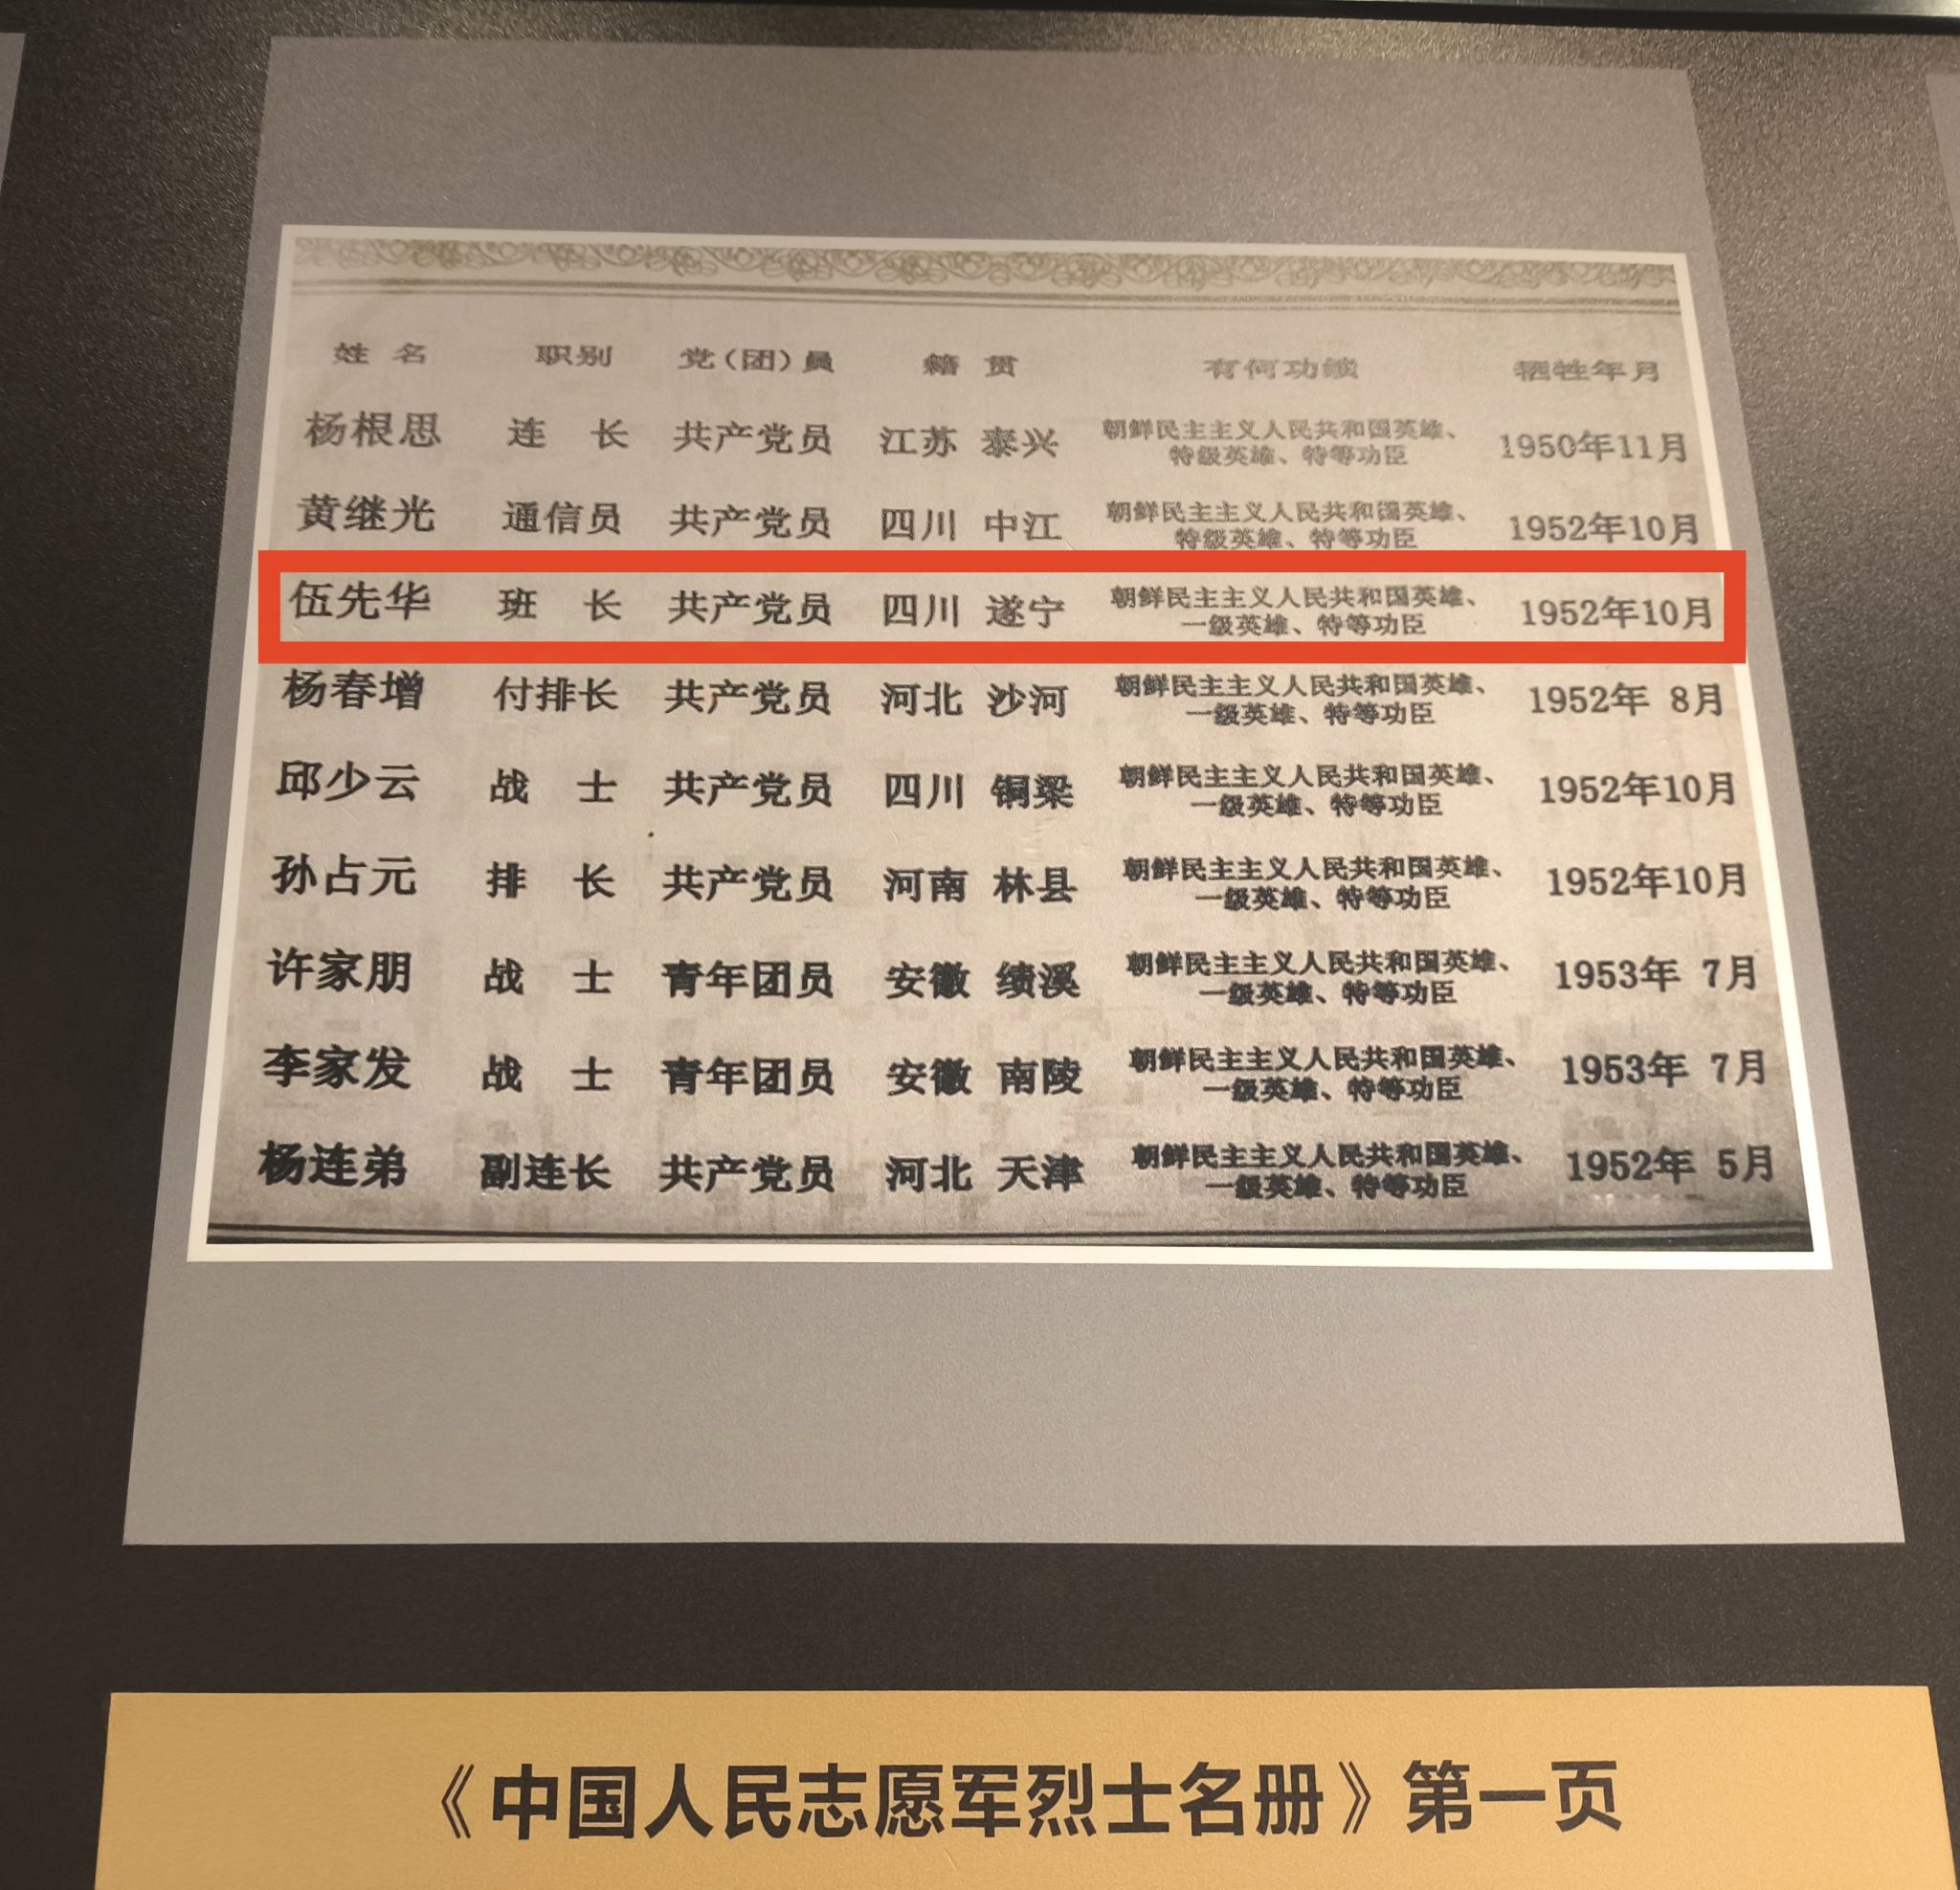 姓 名 职别 党(团)员 籍 贯 有何功绩 牺牲年月
杨根思 连 长 共产党员 江苏 泰兴 朝鲜民主主义人民共和国英雄、 1950年11月
特级英雄、特等功臣
黄继光 通信员 共产党员 四川 中江 朝鲜民主主义人民共和国英雄、 1952年10月
特级英雄、特等功臣
伍先华 班 长 共产党员 四川 遂宁 朝鲜民主主义人民共和国英雄、 1952年10月
一级英雄、特等功臣
杨春增 付排长 共产党员 河北 沙河 朝鲜民主主义人民共和国英雄、 1952年 8月
一级英雄、特等功臣
邱少云 战 士 共产党员 四川 铜梁 朝鲜民主主义人民共和国英雄、 1952年10月
一级英雄、特等功臣
孙占元 排 长 共产党员 河南 林县 朝鲜民主主义人民共和国英雄、 1952年10月
一级英雄、特等功臣
许家朋 战 士 青年团员 安徽 绩溪 朝鲜民主主义人民共和国英雄、 1953年 7月
一级英雄、特等功臣
李家发 战 士 青年团员 安徽 南陵 朝鲜民主主义人民共和国英雄、 1953年 7月
一级英雄、特等功臣
杨连弟 副连长 共产党员 河北 天津 朝鲜民主主义人民共和国英雄、 1952年 5月
一级英雄、特等功臣
《中国人民志愿军烈士名册》第一页